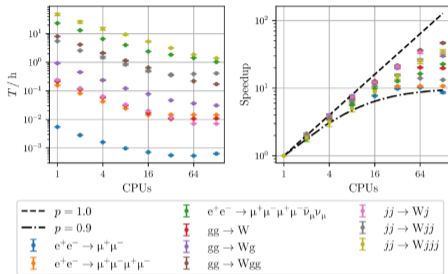 10^1
10^0
10^-1
10^-2
10^-3
T / h
1
4
16
64
CPUs
10^2
10^1
10^0
Speedup
1
4
16
64
CPUs
p = 1.0
p = 0.9
e+e− → μ+μ−
e+e− → μ+μ−μ+μ−
e+e− → μ+μ−μ+μ−ν̄μνμ
gg → W
gg → Wg
gg → Wgg
jj → Wj
jj → Wjj
jj → Wjjj